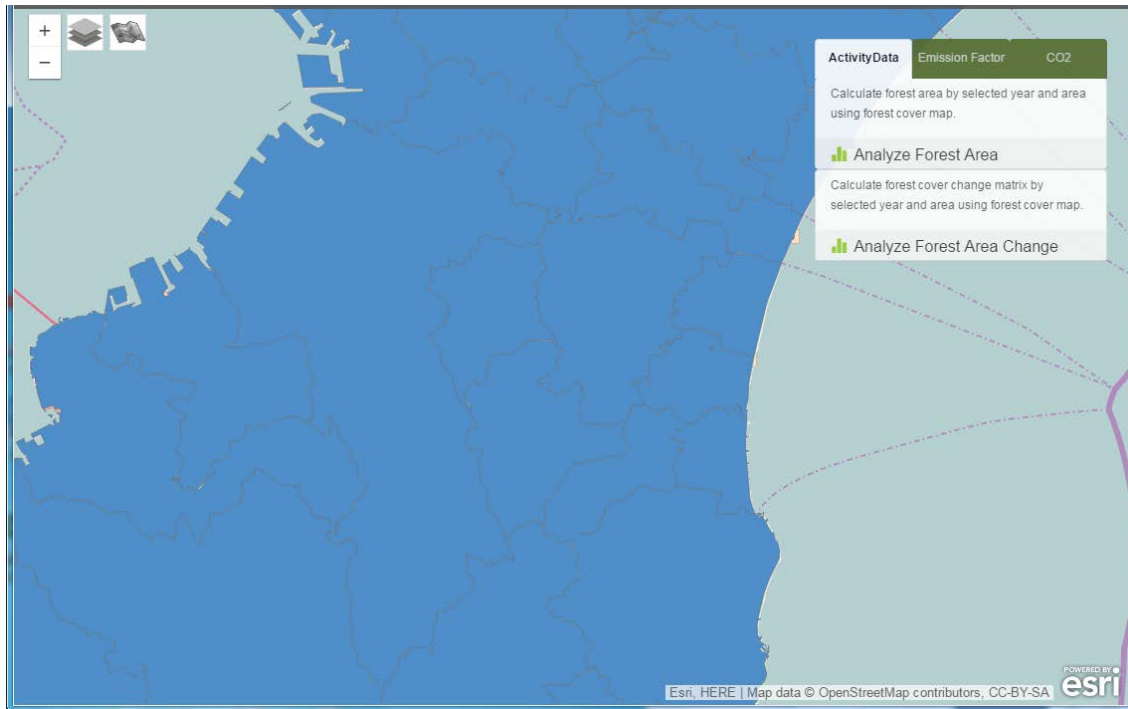 +
−
ActivityData Emission Factor CO2
Calculate forest area by selected year and area
using forest cover map.
Analyze Forest Area
Calculate forest cover change matrix by
selected year and area using forest cover map.
Analyze Forest Area Change
Esri, HERE | Map data © OpenStreetMap contributors, CC-BY-SA
POWERED BY
esri